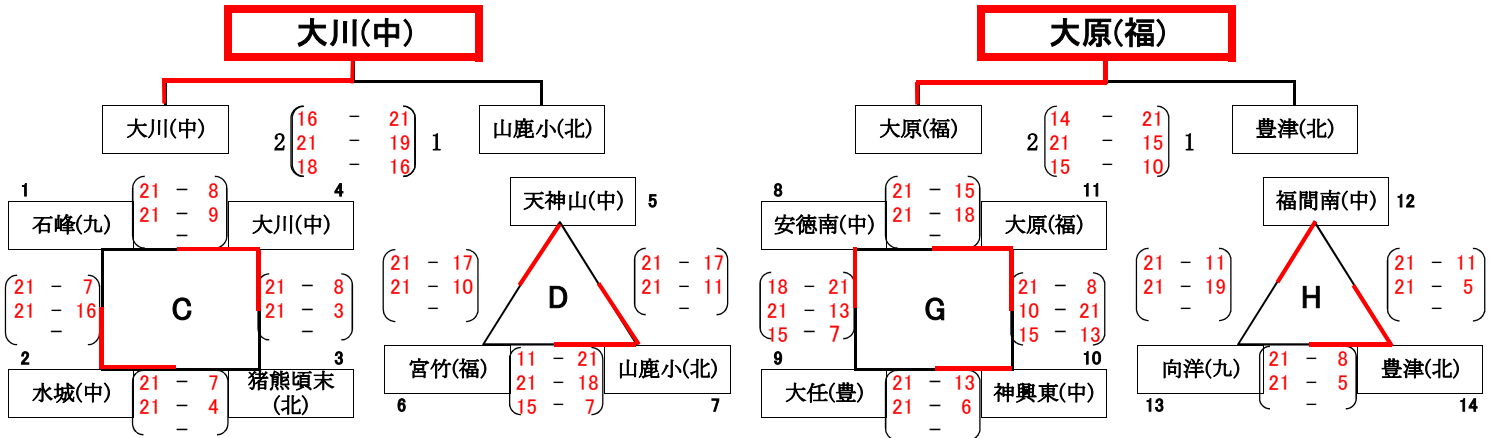 大川(中)
大原(福)
大川(中)
2
16 - 21
21 - 19
18 - 16
1
山鹿小(北)
大原(福)
2
14 - 21
21 - 15
15 - 10
1
豊津(北)
1
石峰(九)
21 - 8
21 - 9
-
4
大川(中)
21 - 7
21 - 16
-
C
21 - 8
21 - 3
-
2
水城(中)
21 - 7
21 - 4
-
3
猪熊頃末
(北)
天神山(中)
5
21 - 17
21 - 10
-
D
21 - 17
21 - 11
-
宮竹(福)
6
11 - 21
21 - 18
15 - 7
山鹿小(北)
7
8
安徳南(中)
21 - 15
21 - 18
-
11
大原(福)
18 - 21
21 - 13
15 - 7
G
21 - 8
10 - 21
15 - 13
9
大任(豊)
21 - 13
21 - 6
-
10
神興東(中)
福間南(中)
12
21 - 11
21 - 19
-
H
21 - 11
21 - 5
-
向洋(九)
13
21 - 8
21 - 5
-
豊津(北)
14